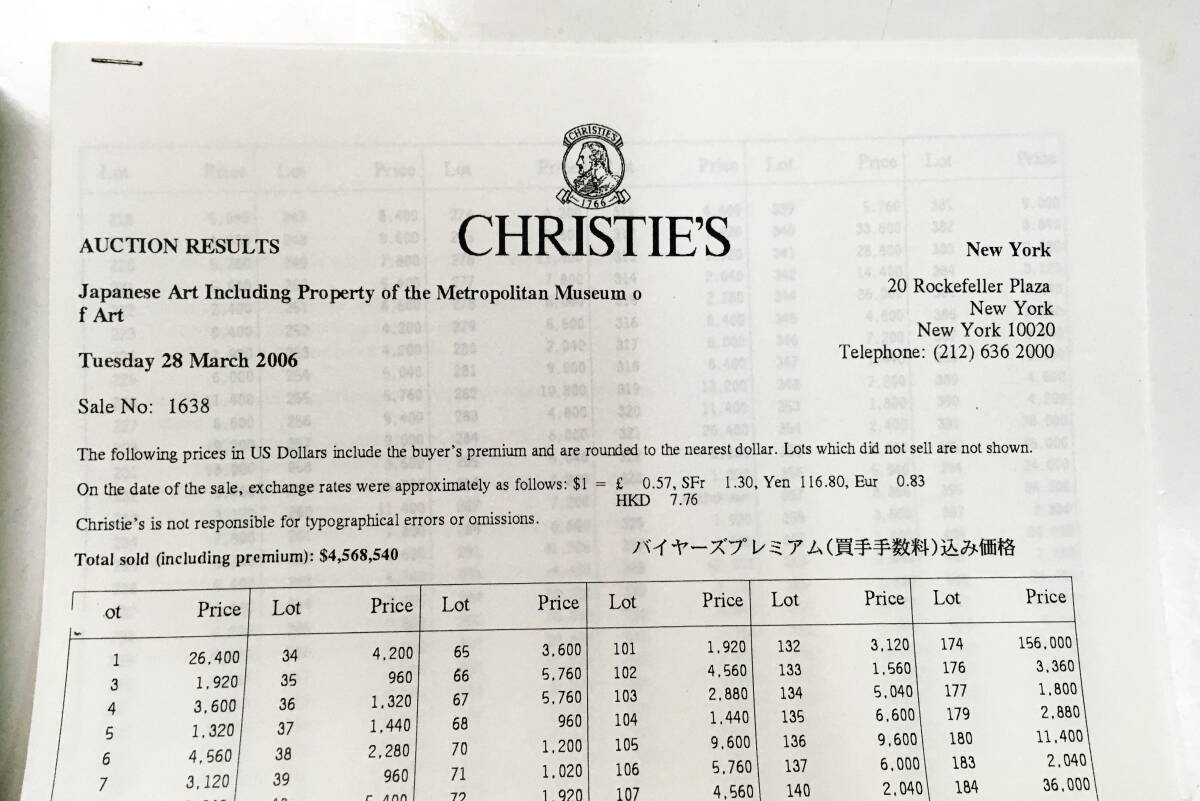 CHRISTIE'S
1766
CHRISTIE'S
AUCTION RESULTS
New York
Japanese Art Including Property of the Metropolitan Museum o
f Art
20 Rockefeller Plaza
New York
New York 10020
Telephone: (212) 636 2000
Tuesday 28 March 2006
Sale No: 1638
The following prices in US Dollars include the buyer's premium and are rounded to the nearest dollar. Lots which did not sell are not shown.
On the date of the sale, exchange rates were approximately as follows: $1 = £ 0.57, SFr 1.30, Yen 116.80, Eur 0.83
HKD 7.76
Christie's is not responsible for typographical errors or omissions.
Total sold (including premium): $4,568,540
バイヤーズプレミアム(買手手数料)込み価格
ot Price Lot Price Lot Price Lot Price Lot Price Lot Price
1 26,400 34 4,200 65 3,600 101 1,920 132 3,120 174 156,000
3 1,920 35 960 66 5,760 102 4,560 133 1,560 176 3,360
4 3,600 36 1,320 67 5,760 103 2,880 134 5,040 177 1,800
5 1,320 37 1,440 68 960 104 1,440 135 6,600 179 2,880
6 4,560 38 2,280 70 1,200 105 9,600 136 9,600 180 11,400
7 3,120 39 960 71 1,020 106 5,760 137 6,000 183 2,040
72 1,920 107 4,560 140 2,040 184 36,000